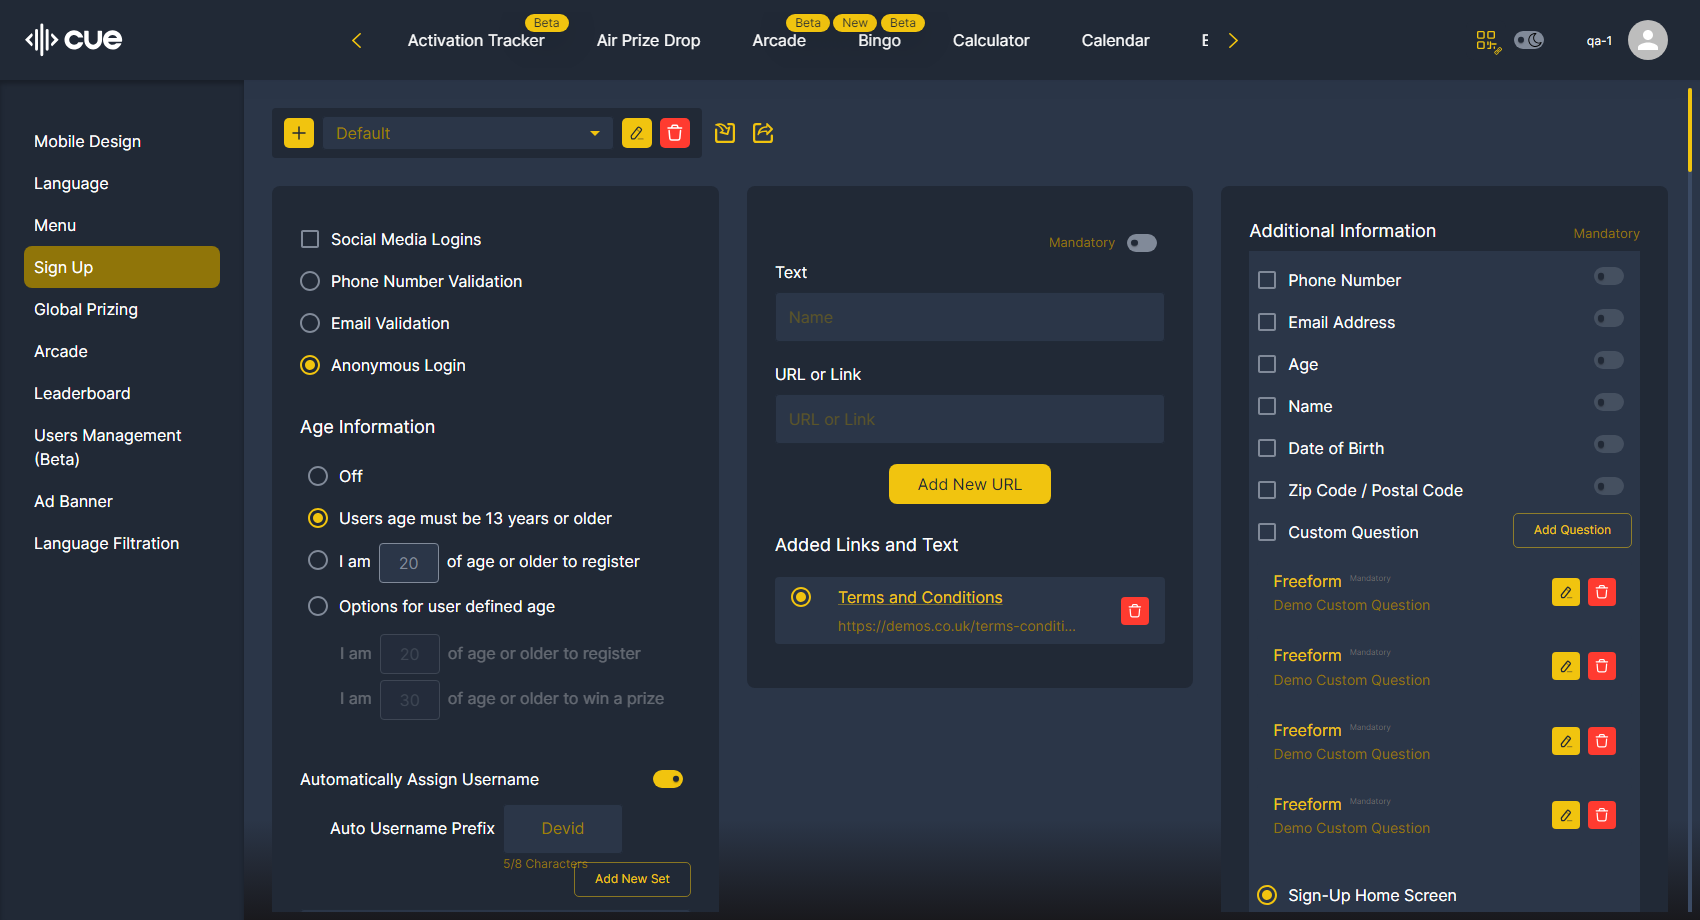 cue
Beta
Beta
New
Beta
Activation Tracker
Air Prize Drop
Arcade
Bingo
Calculator
Calendar
qa-1
Mobile Design
Language
Menu
Sign Up
Global Prizing
Arcade
Leaderboard
Users Management
(Beta)
Ad Banner
Language Filtration
Default
Social Media Logins
Phone Number Validation
Email Validation
Anonymous Login
Age Information
Off
Users age must be 13 years or older
I am 20 of age or older to register
Options for user defined age
I am 20 of age or older to register
I am 30 of age or older to win a prize
Automatically Assign Username
Auto Username Prefix Devid
5/8 Characters
Add New Set
Mandatory
Text
Name
URL or Link
URL or Link
Add New URL
Added Links and Text
Terms and Conditions
https://demos.co.uk/terms-conditi...
Additional Information
Mandatory
Phone Number
Email Address
Age
Name
Date of Birth
Zip Code / Postal Code
Custom Question
Add Question
Freeform Mandatory
Demo Custom Question
Freeform Mandatory
Demo Custom Question
Freeform Mandatory
Demo Custom Question
Freeform Mandatory
Demo Custom Question
Sign-Up Home Screen